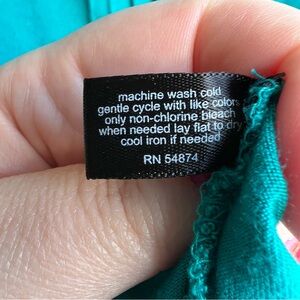 machine wash cold
gentle cycle with like colors
only non-chlorine bleach
when needed lay flat to dry
cool iron if needed
RN 54874